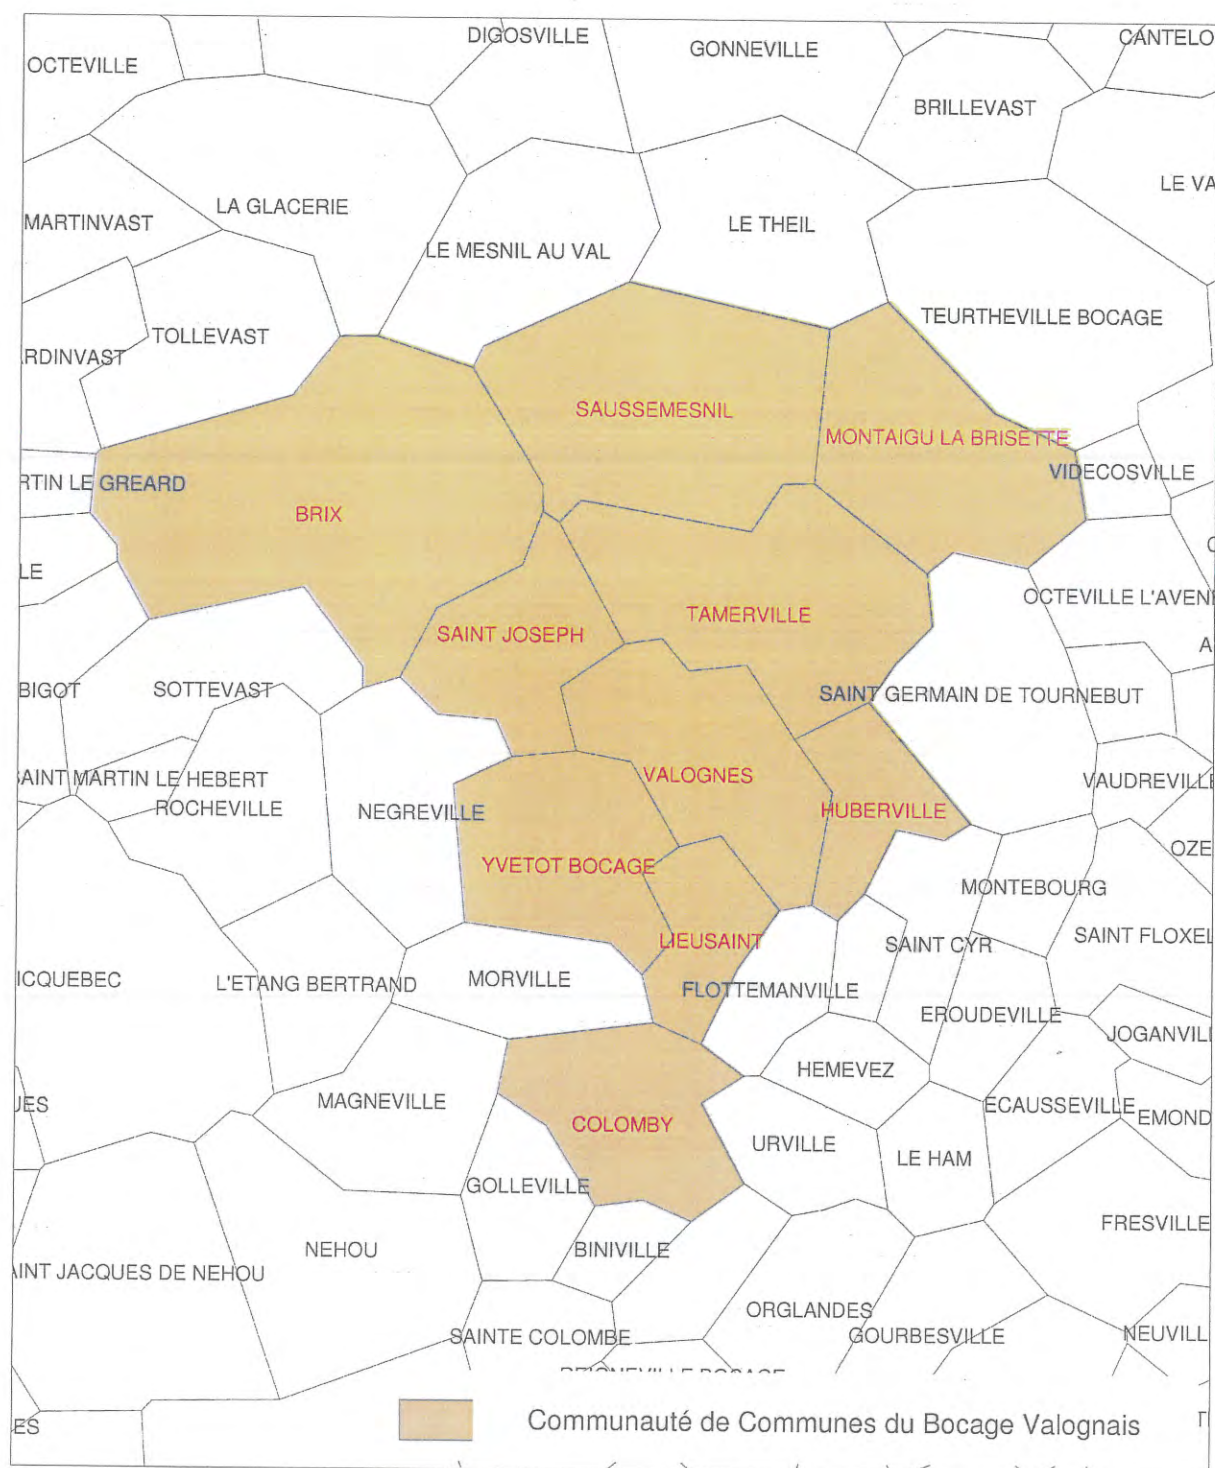 DIGOSVILLE
CANTELO
OCTEVILLE
GONNEVILLE
BRILLEVAST
LE VA
LA GLACERIE
MARTINVAST
LE THEIL
LE MESNIL AU VAL
TEURTHEVILLE BOCAGE
TOLLEVAST
RDINVAST
SAUSSEMESNIL
MONTAIGU LA BRISETTE
VIDECOSVILLE
RTIN LE GREARD
BRIX
LE
OCTEVILLE L'AVEN
TAMERVILLE
SAINT JOSEPH
A
BIGOT
SOTTEVAST
SAINT GERMAIN DE TOURNEBUT
VALOGNES
AINT MARTIN LE HEBERT
VAUDREVILLE
ROCHEVILLE
NEGREVILLE
HUBERVILLE
OZE
YVETOT BOCAGE
MONTEBOURG
LIEUSAINT
SAINT CYR
SAINT FLOXEL
ICQUEBEC
L'ETANG BERTRAND
MORVILLE
FLOTTEMANVILLE
EROUDEVILLE
JOGANVILL
HEMEVEZ
MAGNEVILLE
UES
ECAUSSEVILLE
EMOND
COLOMBY
URVILLE
LE HAM
GOLLEVILLE
FRESVILLE
NEHOU
BINIVILLE
AINT JACQUES DE NEHOU
ORGLANDES
SAINTE COLOMBE
GOURBESVILLE
NEUVILL
Communauté de Communes du Bocage Valognais
ES